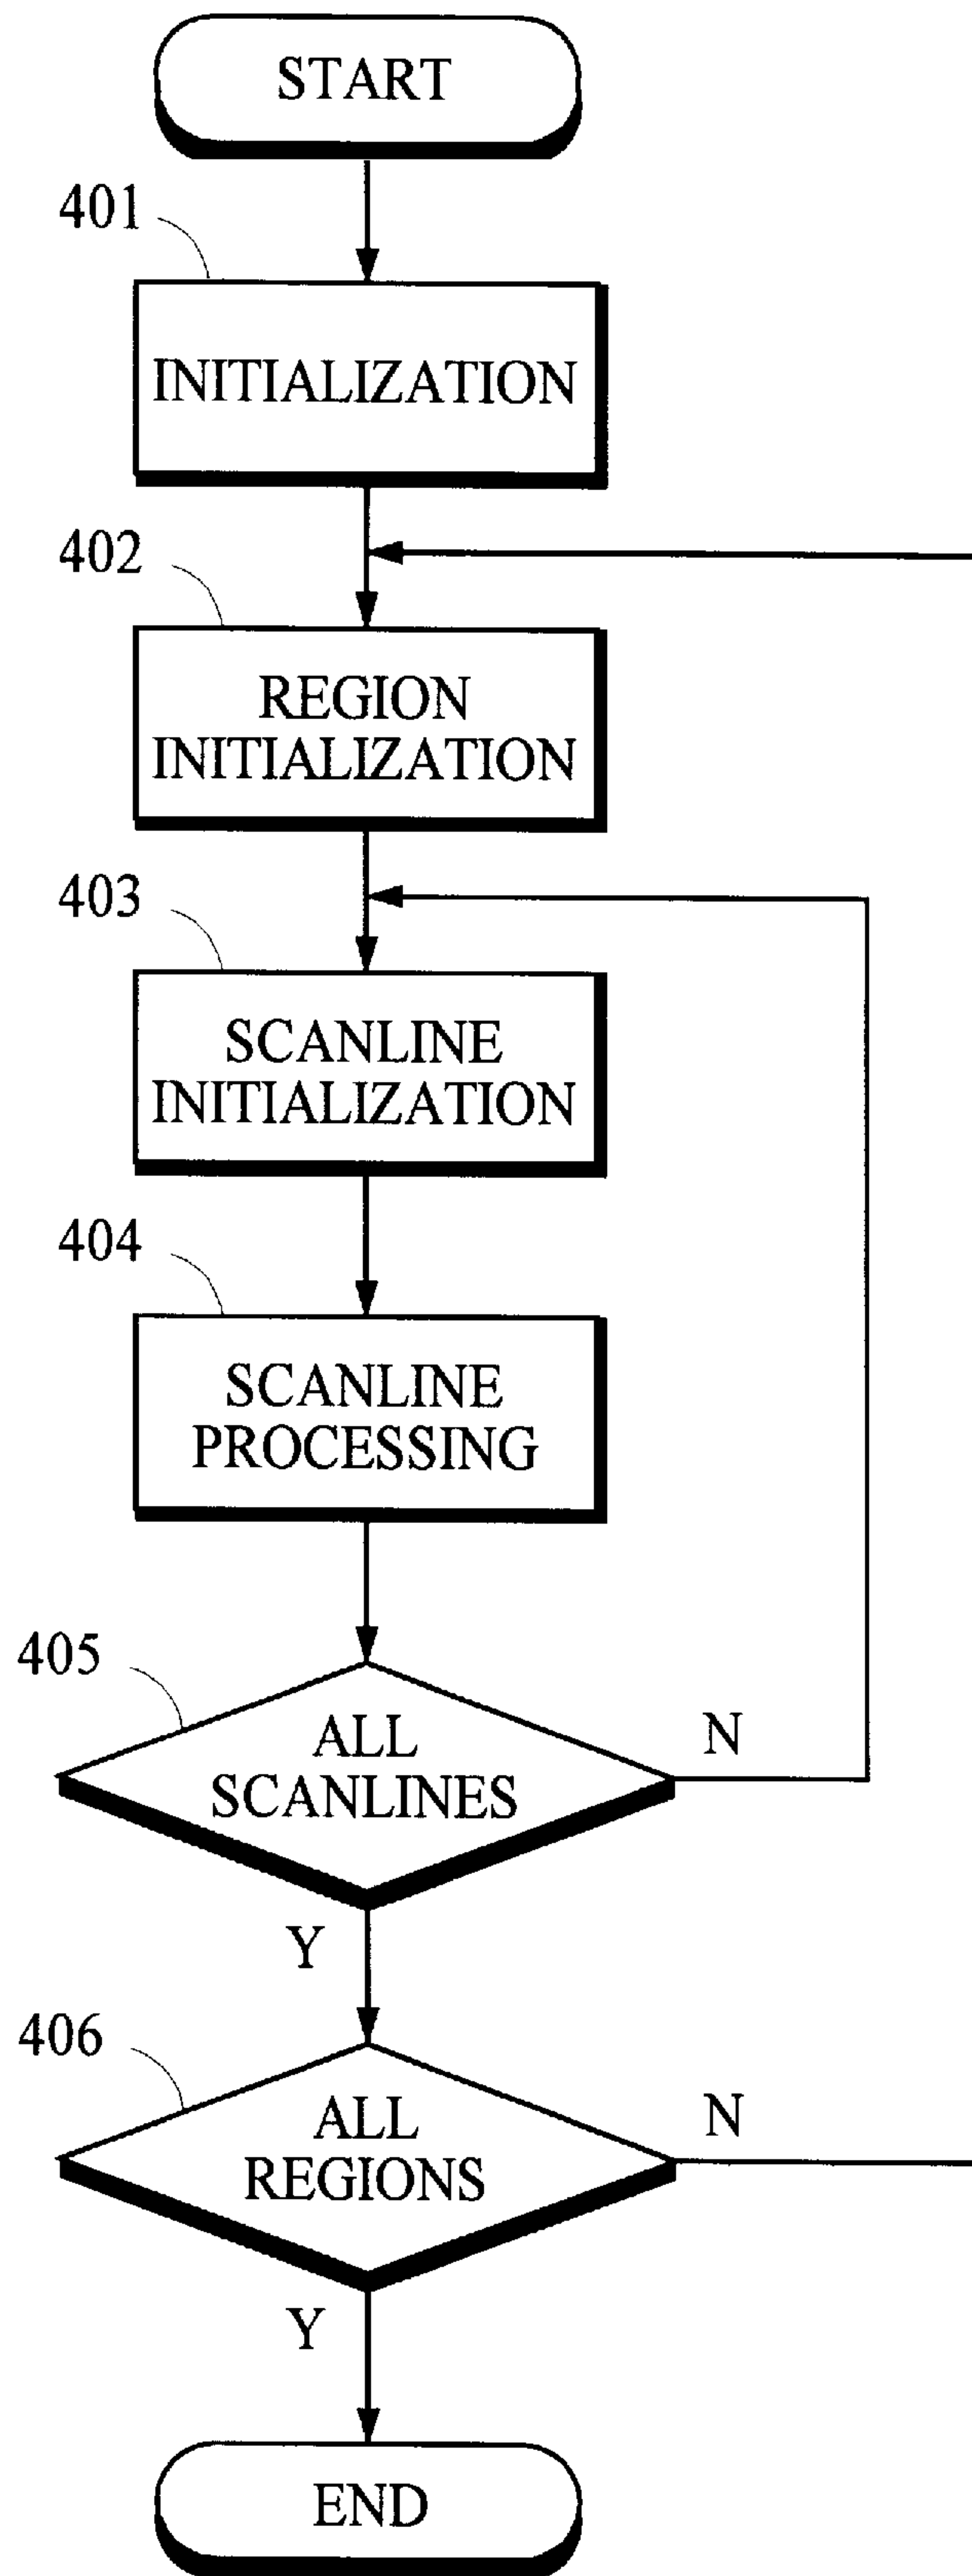 START
401
INITIALIZATION
402
REGION
INITIALIZATION
403
SCANLINE
INITIALIZATION
404
SCANLINE
PROCESSING
405
ALL
SCANLINES
N
Y
406
ALL
REGIONS
N
Y
END